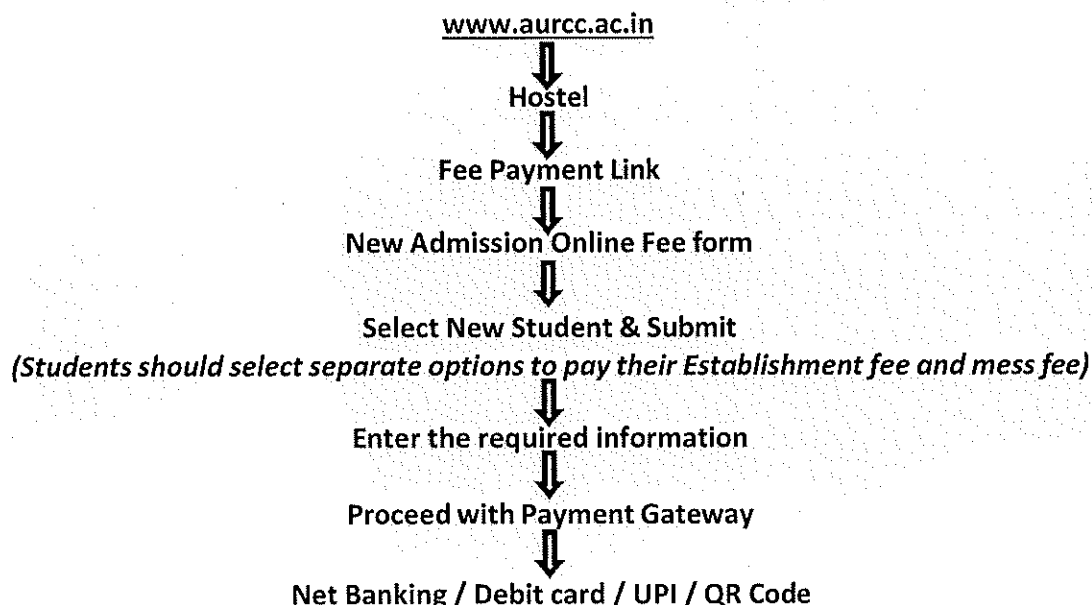 www.aurcc.ac.in
Hostel
Fee Payment Link
New Admission Online Fee form
Select New Student & Submit
(Students should select separate options to pay their Establishment fee and mess fee)
Enter the required information
Proceed with Payment Gateway
Net Banking / Debit card / UPI / QR Code